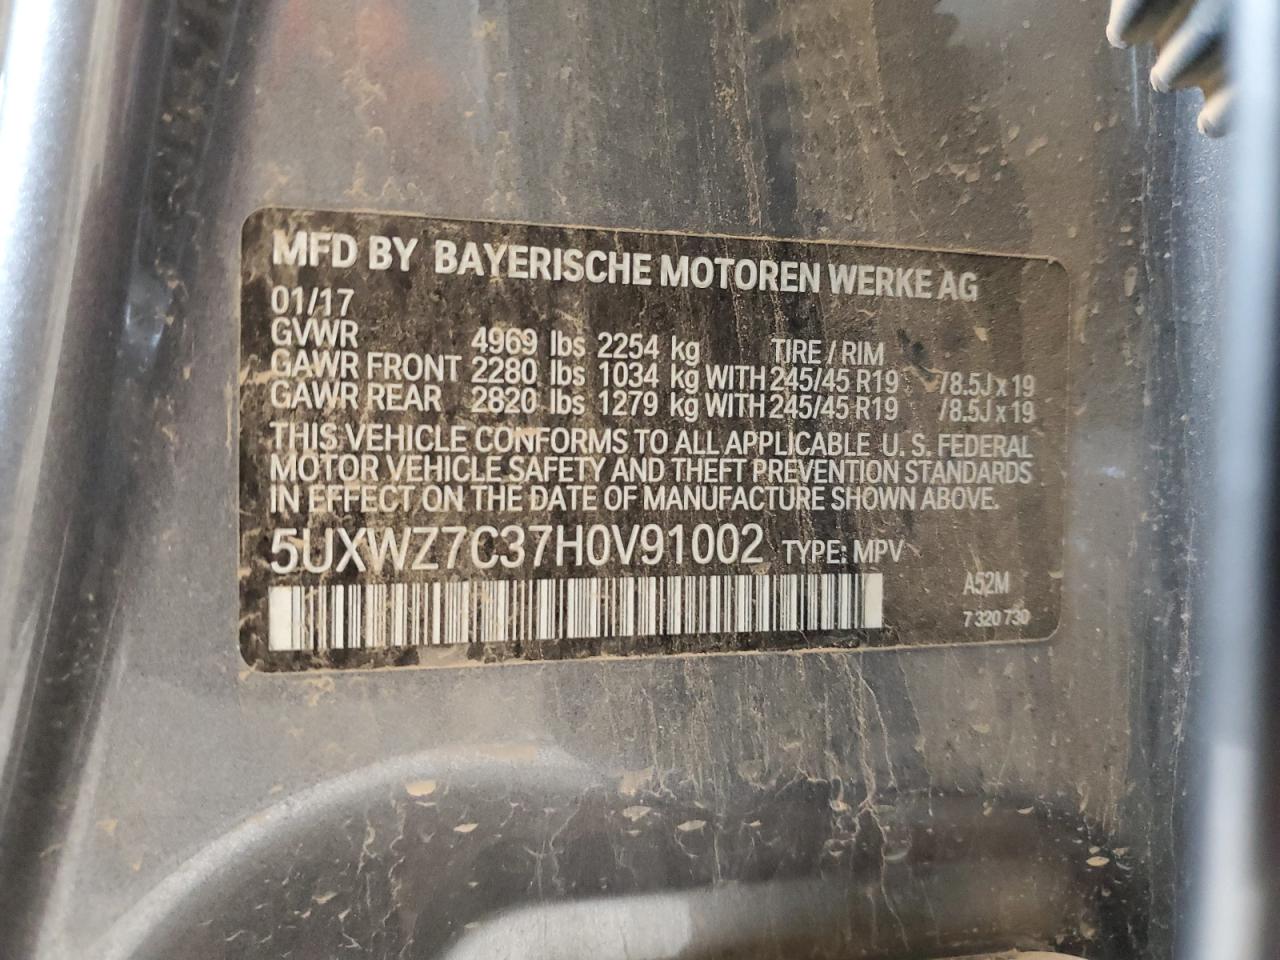 MFD BY BAYERISCHE MOTOREN WERKE AG
01/17
GVWR 4969 lbs 2254 kg TIRE / RIM
GAWR FRONT 2280 lbs 1034 kg WITH 245/45 R19 /8.5J x 19
GAWR REAR 2820 lbs 1279 kg WITH 245/45 R19 /8.5J x 19
THIS VEHICLE CONFORMS TO ALL APPLICABLE U. S. FEDERAL
MOTOR VEHICLE SAFETY AND THEFT PREVENTION STANDARDS
IN EFFECT ON THE DATE OF MANUFACTURE SHOWN ABOVE.
5UXWZ7C37H0V91002 TYPE: MPV
A52M
7 320 730